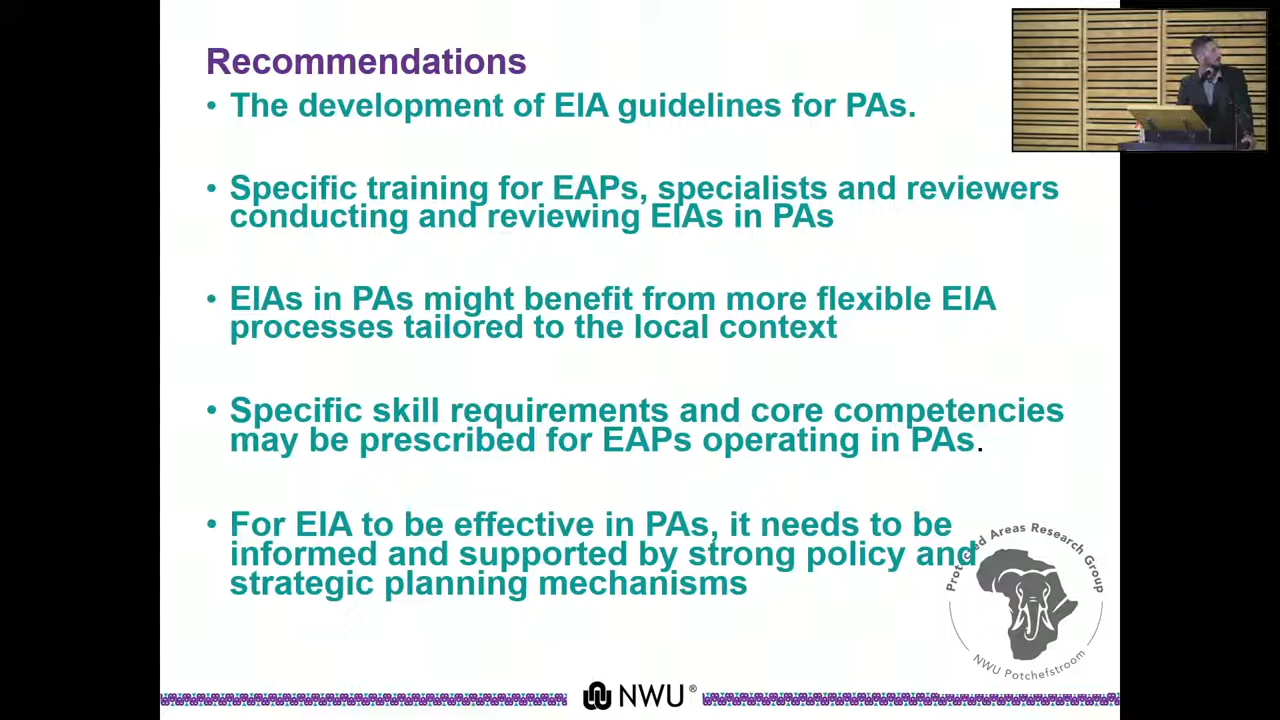 Recommendations
• The development of EIA guidelines for PAs.
• Specific training for EAPs, specialists and reviewers
conducting and reviewing EIAs in PAs
• EIAs in PAs might benefit from more flexible EIA
processes tailored to the local context
• Specific skill requirements and core competencies
may be prescribed for EAPs operating in PAs.
• For EIA to be effective in PAs, it needs to be
informed and supported by strong policy and
strategic planning mechanisms
Protected Areas Research Group
NWU Potchefstroom
NWU®